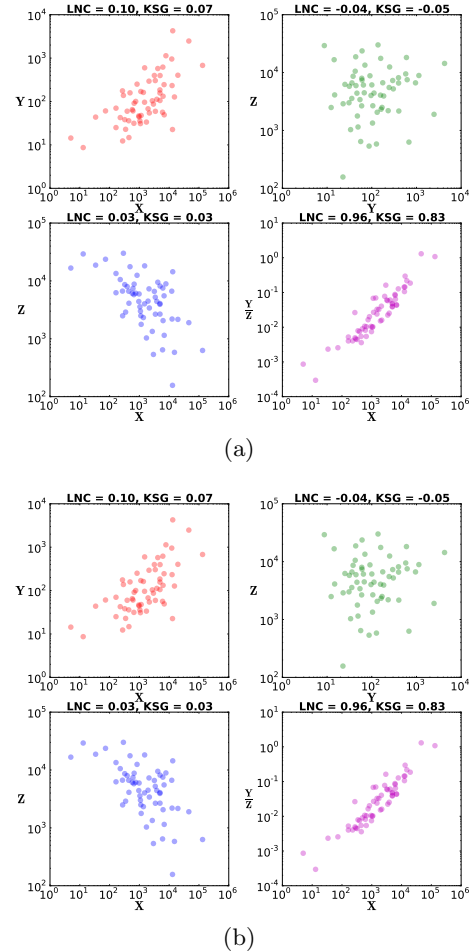 LNC = 0.10, KSG = 0.07
LNC = -0.04, KSG = -0.05
10^4
10^3
Y 10^2
10^1
10^0
10^0 10^1 10^2 10^3 10^4 10^5 10^6
X
10^5
10^4
Z
10^3
10^2
10^0 10^1 10^2 10^3 10^4
Y
LNC = 0.03, KSG = 0.03
LNC = 0.96, KSG = 0.83
10^5
10^4
Z
10^3
10^2
10^0 10^1 10^2 10^3 10^4 10^5 10^6
X
10^1
10^0
10^-1
Y/Z
10^-2
10^-3
10^-4
10^0 10^1 10^2 10^3 10^4 10^5 10^6
X
(a)
LNC = 0.10, KSG = 0.07
LNC = -0.04, KSG = -0.05
10^4
10^3
Y 10^2
10^1
10^0
10^0 10^1 10^2 10^3 10^4 10^5 10^6
X
10^5
10^4
Z
10^3
10^2
10^0 10^1 10^2 10^3 10^4
Y
LNC = 0.03, KSG = 0.03
LNC = 0.96, KSG = 0.83
10^5
10^4
Z
10^3
10^2
10^0 10^1 10^2 10^3 10^4 10^5 10^6
X
10^1
10^0
10^-1
Y/Z
10^-2
10^-3
10^-4
10^0 10^1 10^2 10^3 10^4 10^5 10^6
X
(b)